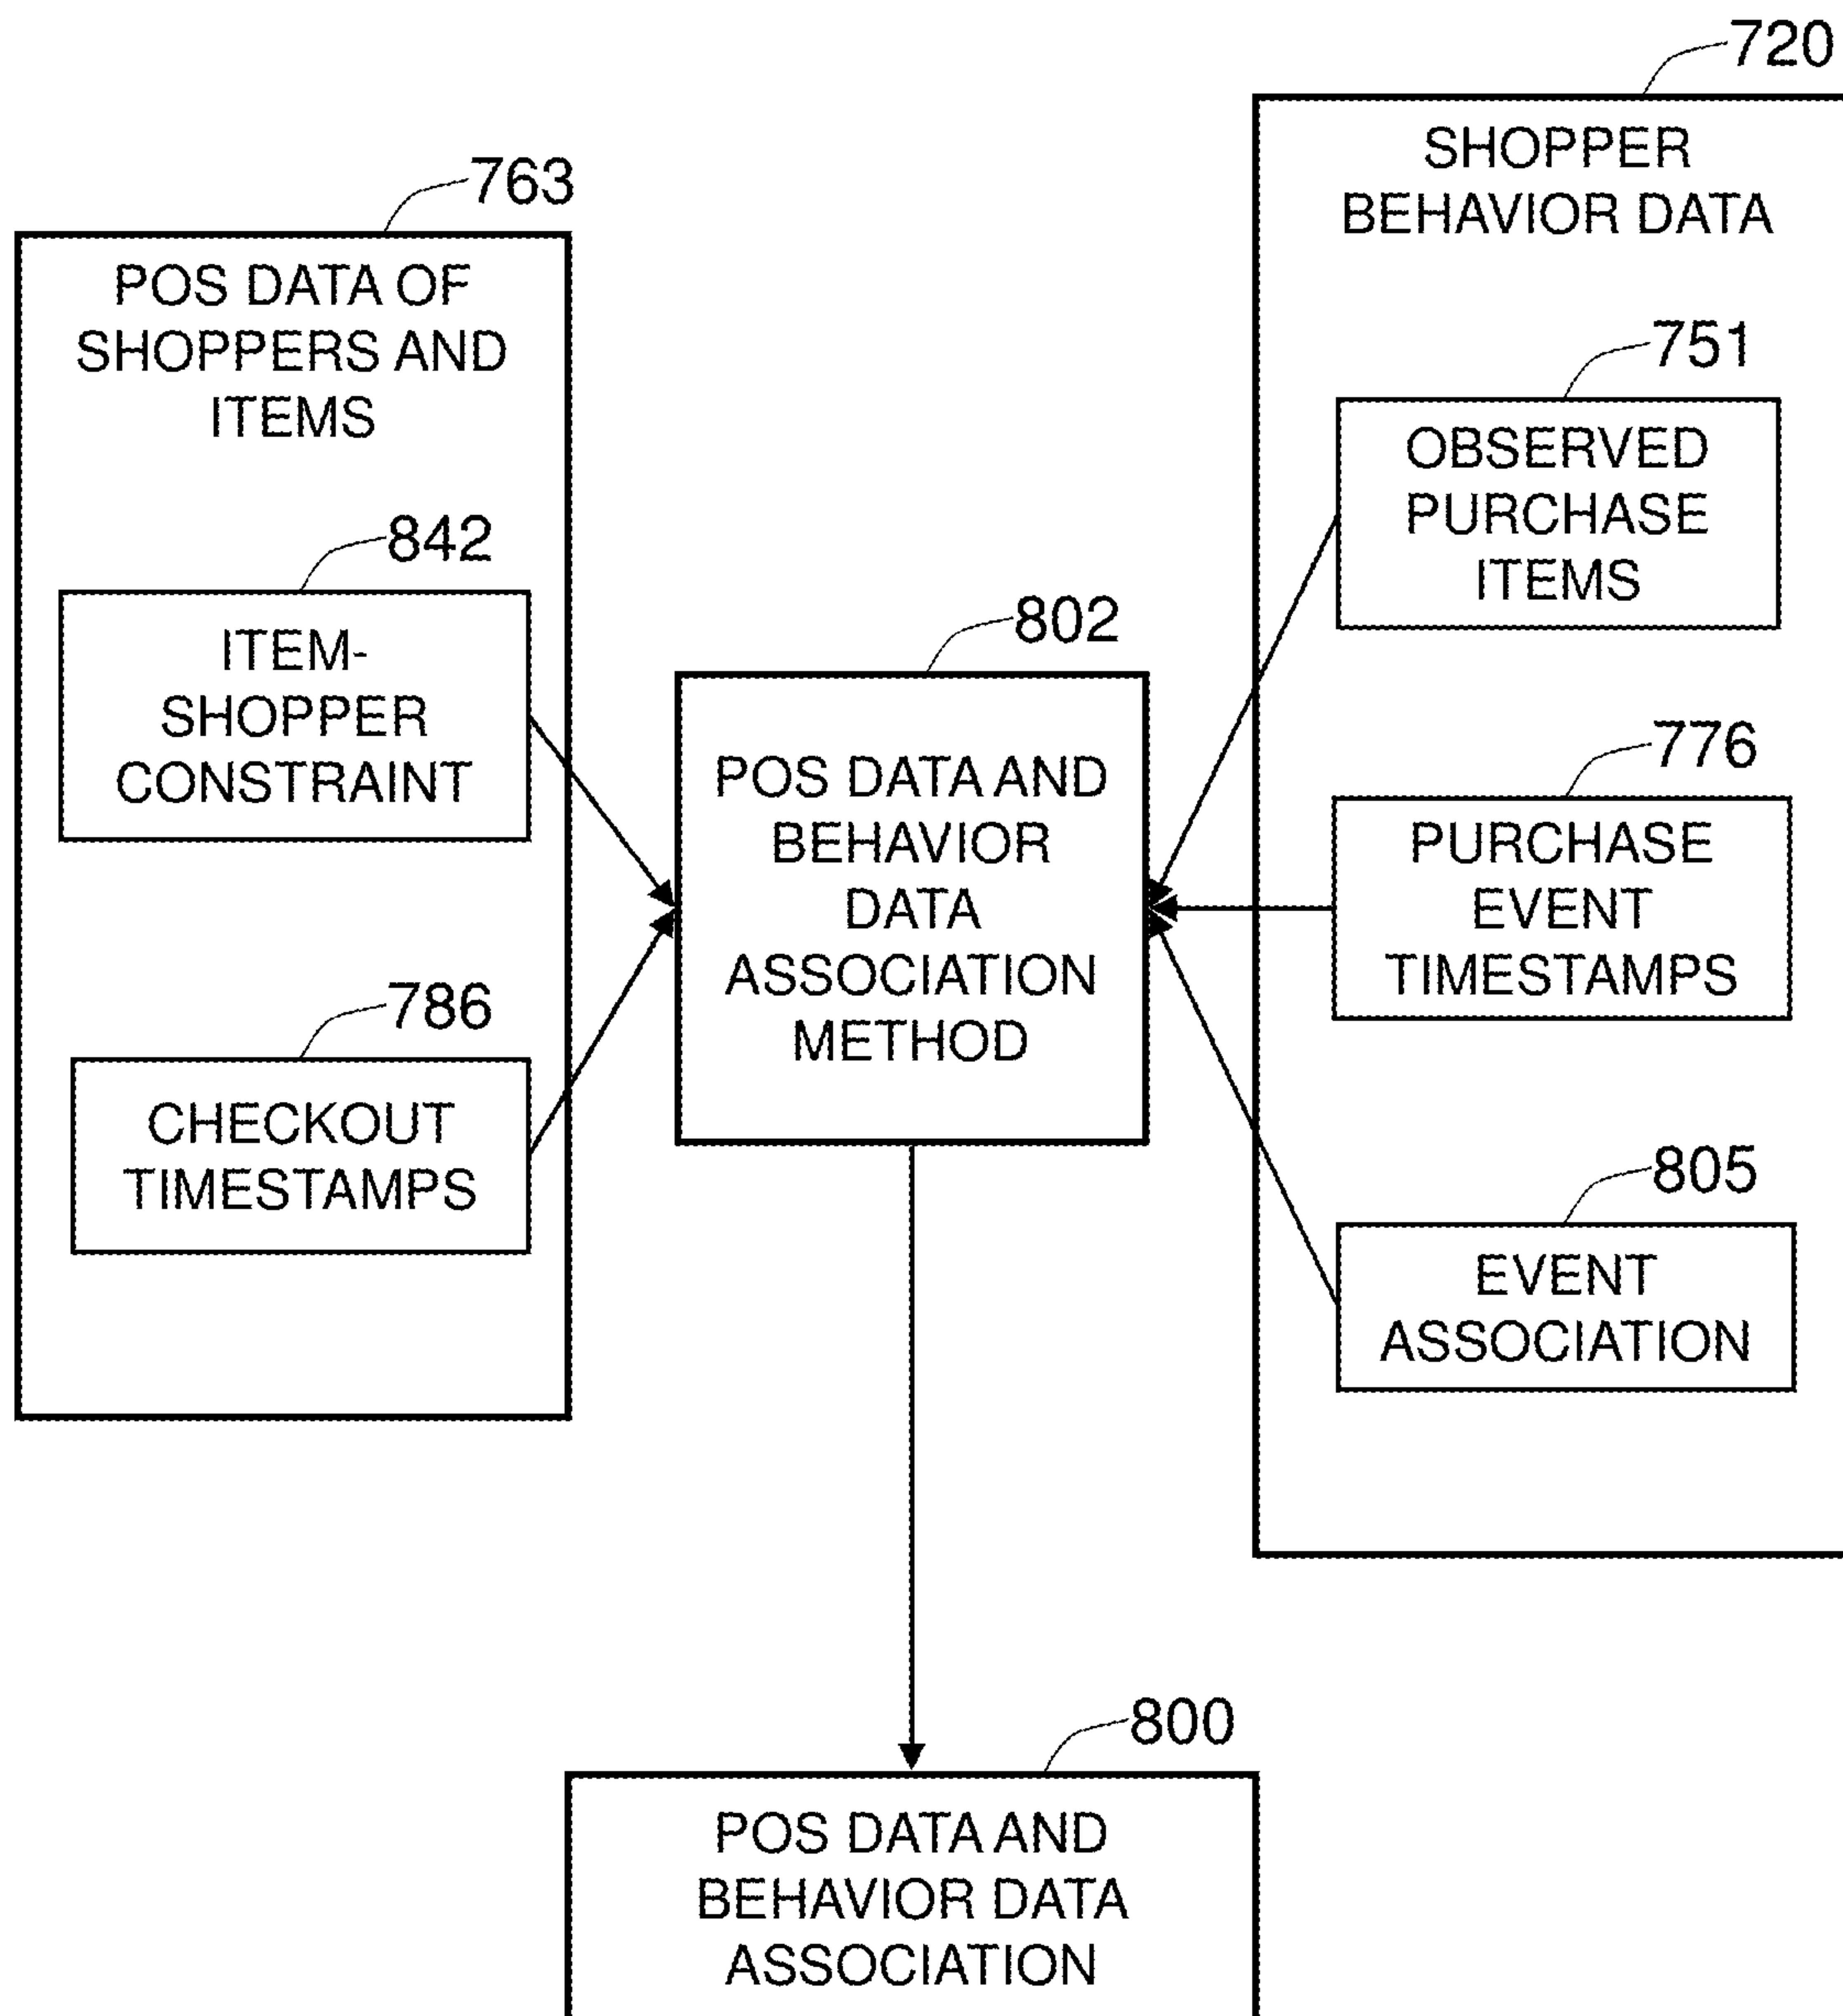 720
SHOPPER
BEHAVIOR DATA
763
POS DATA OF
SHOPPERS AND
ITEMS
751
OBSERVED
PURCHASE
ITEMS
842
ITEM-
SHOPPER
CONSTRAINT
802
POS DATA AND
BEHAVIOR
DATA
ASSOCIATION
METHOD
776
PURCHASE
EVENT
TIMESTAMPS
786
CHECKOUT
TIMESTAMPS
805
EVENT
ASSOCIATION
800
POS DATA AND
BEHAVIOR DATA
ASSOCIATION